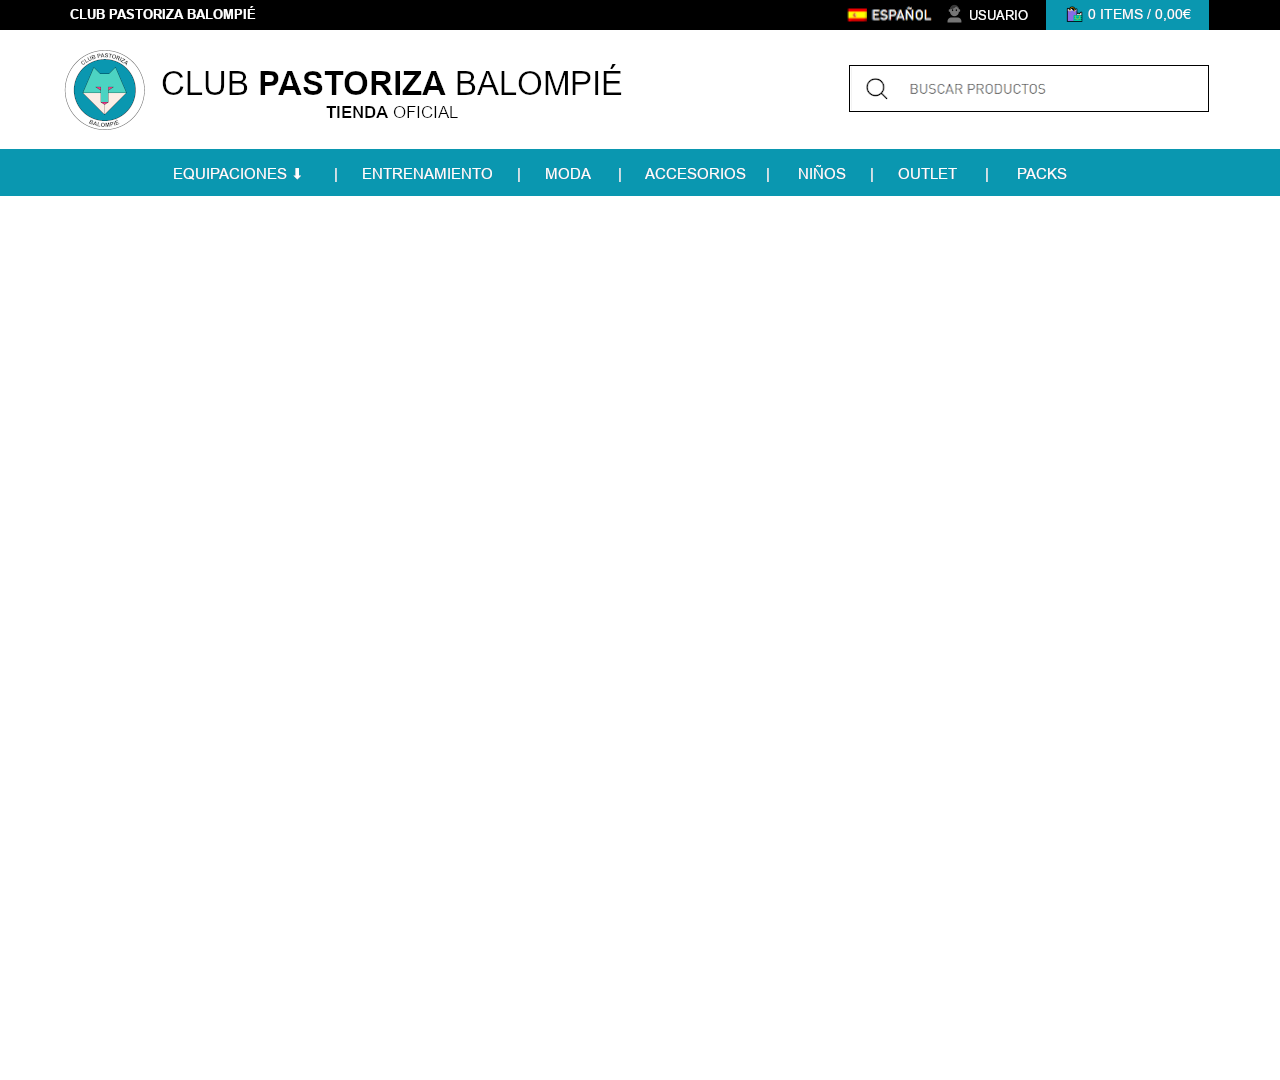 CLUB PASTORIZA BALOMPIÉ
ESPAÑOL
USUARIO
0 ITEMS / 0,00€
CLUB PASTORIZA
BALOMPIÉ
CLUB PASTORIZA BALOMPIÉ
TIENDA OFICIAL
BUSCAR PRODUCTOS
EQUIPACIONES ⬇ | ENTRENAMIENTO | MODA | ACCESORIOS | NIÑOS | OUTLET | PACKS